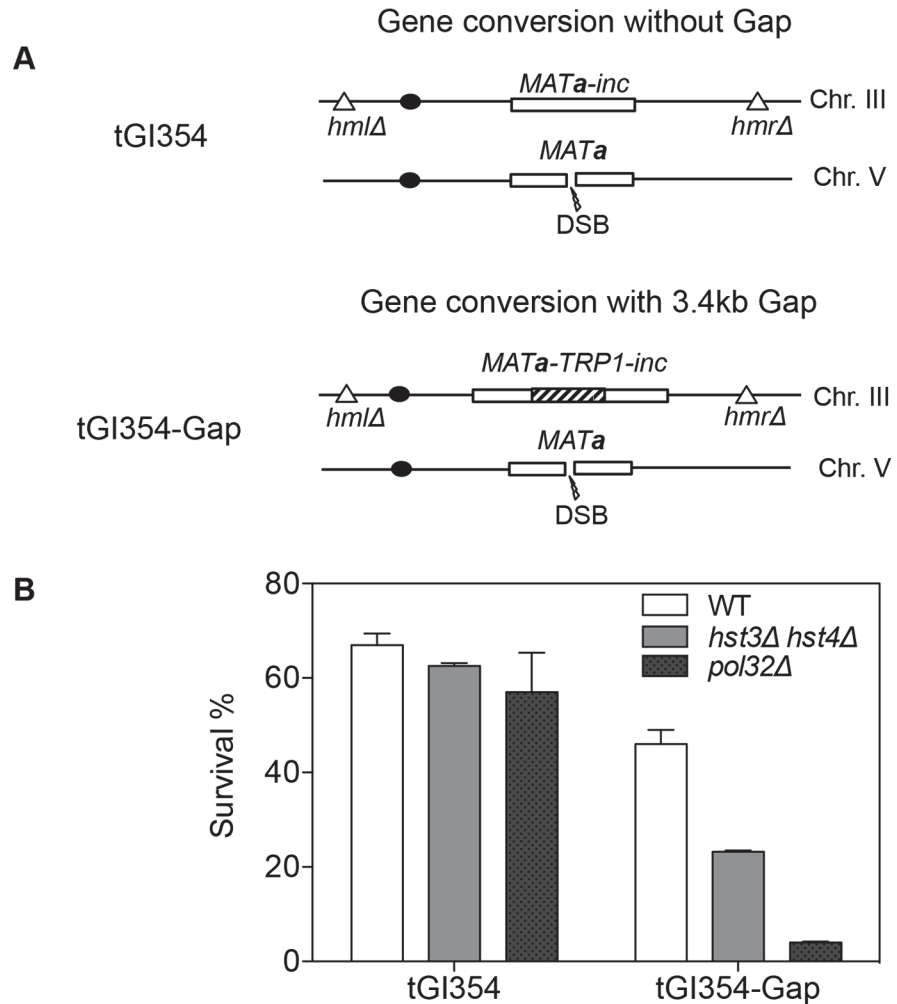 A
Gene conversion without Gap
tGI354
MATa-inc
Chr. III
hmlΔ
hmrΔ
MATa
Chr. V
DSB
Gene conversion with 3.4kb Gap
tGI354-Gap
MATa-TRP1-inc
Chr. III
hmlΔ
hmrΔ
MATa
Chr. V
DSB
B
Survival %
80
60
40
20
0
WT
hst3Δ hst4Δ
pol32Δ
tGI354
tGI354-Gap